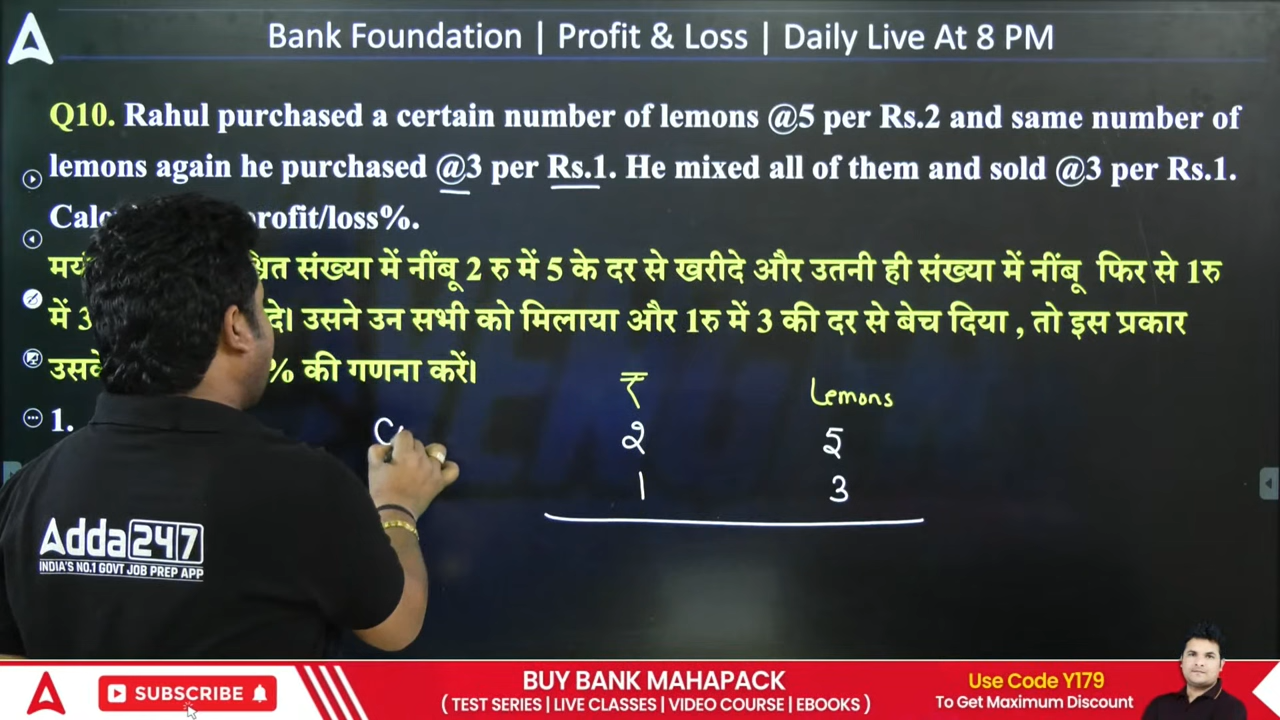 Bank Foundation | Profit & Loss | Daily Live At 8 PM
Q10. Rahul purchased a certain number of lemons @5 per Rs.2 and same number of
lemons again he purchased @3 per Rs.1. He mixed all of them and sold @3 per Rs.1.
profit/loss%.
संख्या में नींबू 2 रु में 5 के दर से खरीदे और उतनी ही संख्या में नींबू फिर से 1रु
में 3 उसने उन सभी को मिलाया और 1रु में 3 की दर से बेच दिया , तो इस प्रकार
% की गणना करें।
₹ Lemons
1. C 2 5
1 3
Adda247
INDIA'S NO.1 GOVT JOB PREP APP
SUBSCRIBE
BUY BANK MAHAPACK
( TEST SERIES | LIVE CLASSES | VIDEO COURSE | EBOOKS )
Use Code Y179
To Get Maximum Discount